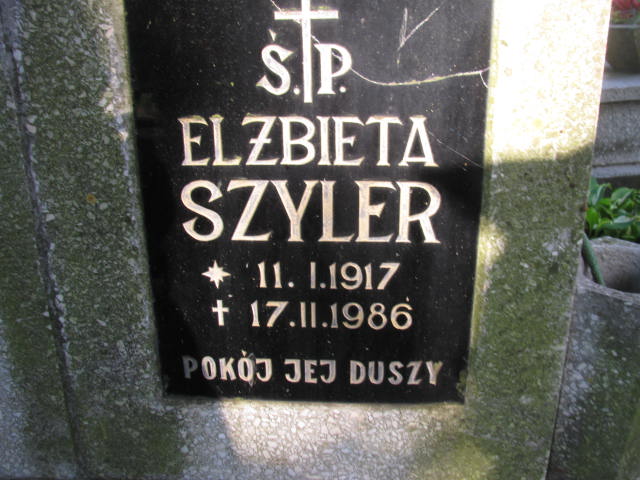 Ś.P.
ELŻBIETA
SZYLER
* 11. I.1917
† 17.II.1986
POKÓJ JEJ DUSZY